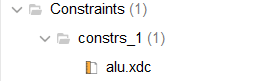 Constraints (1)
constrs_1 (1)
alu.xdc